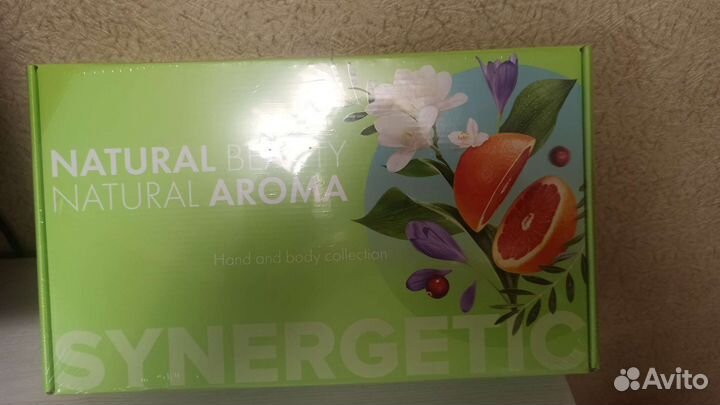 NATURAL BEAUTY
NATURAL AROMA
Hand and body collection
SYNERGETIC
Avito